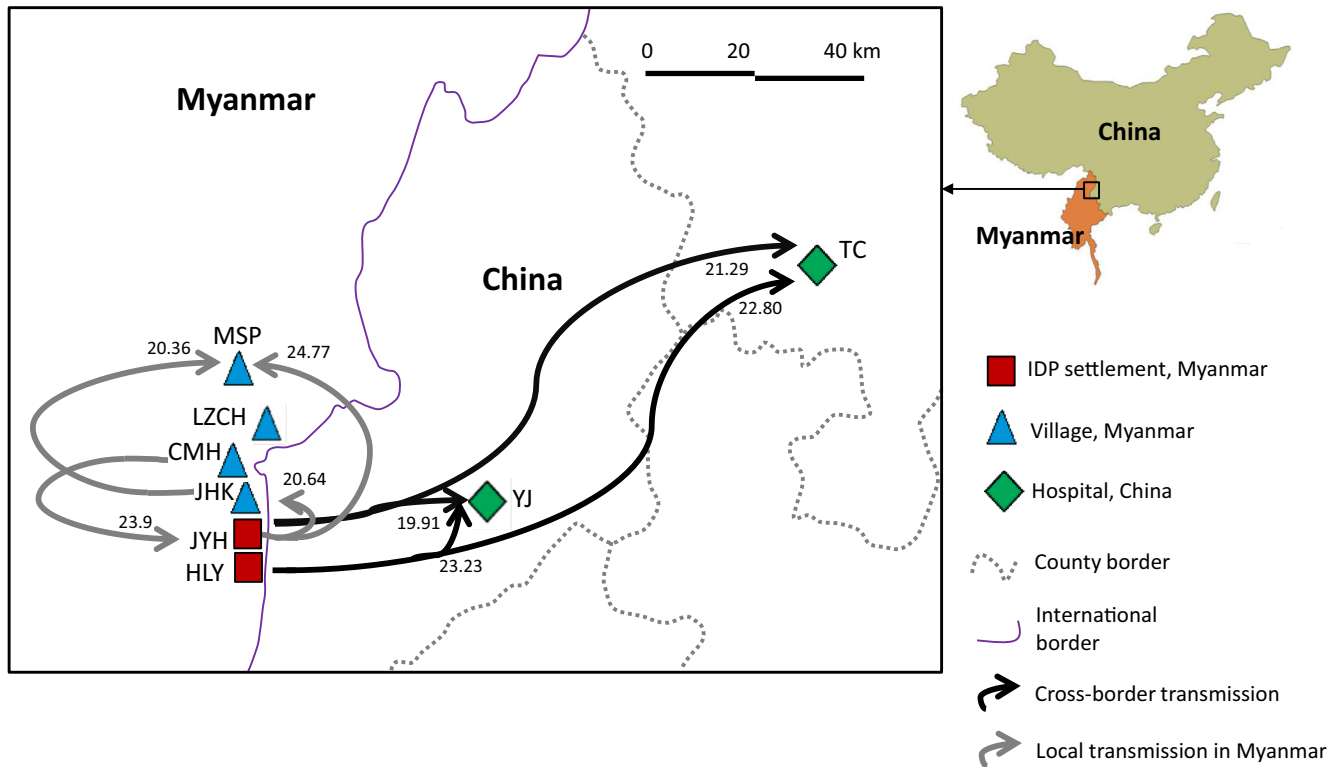 0 20 40 km
Myanmar
China
China
Myanmar
TC
21.29
22.80
MSP
20.36
24.77
LZCH
CMH
JHK
20.64
YJ
19.91
23.9
JYH
HLY
23.23
IDP settlement, Myanmar
Village, Myanmar
Hospital, China
County border
International
border
Cross-border transmission
Local transmission in Myanmar